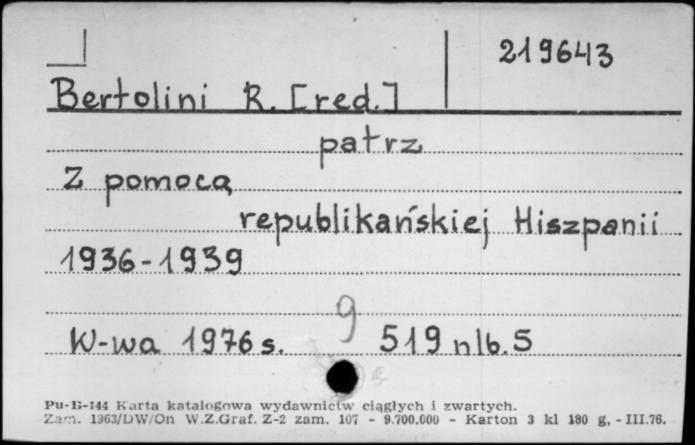 219643
Bertolini R. [red.]
patrz
Z pomocą
republikańskiej Hiszpanii
1936-1939
9
W-wa 1976 s. 519 nlb. 5
Pu-B-144 Karta katalogowa wydawnictw ciągłych i zwartych.
Zam. 1363/DW/On W.Z.Graf. Z-2 zam. 107 - 9.700.000 - Karton 3 kl 180 g, - III.76.